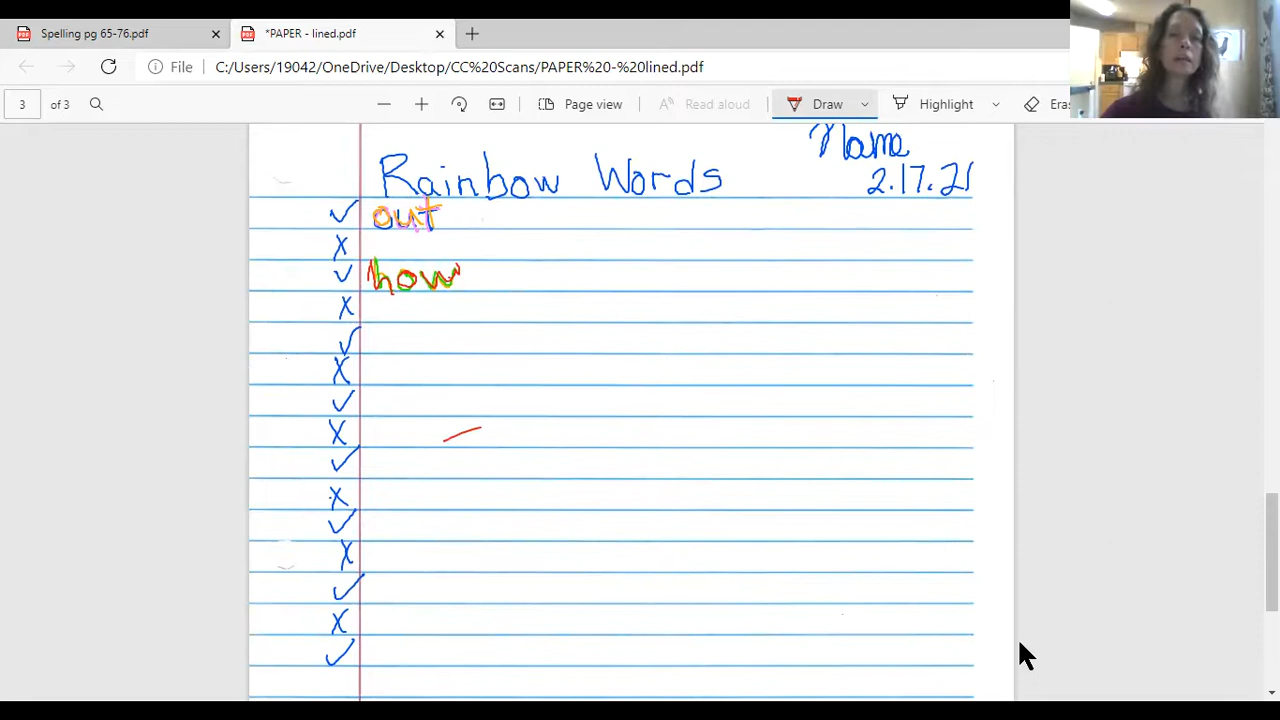 Spelling pg 65-76.pdf
*PAPER - lined.pdf
File C:/Users/19042/OneDrive/Desktop/CC%20Scans/PAPER%20-%20lined.pdf
3 of 3 Page view Read aloud Draw Highlight Eras
Name
Rainbow Words 2.17.21
✓ out
x
✓ how
x
✓
x
✓
x
✓
x
✓
x
✓
x
✓